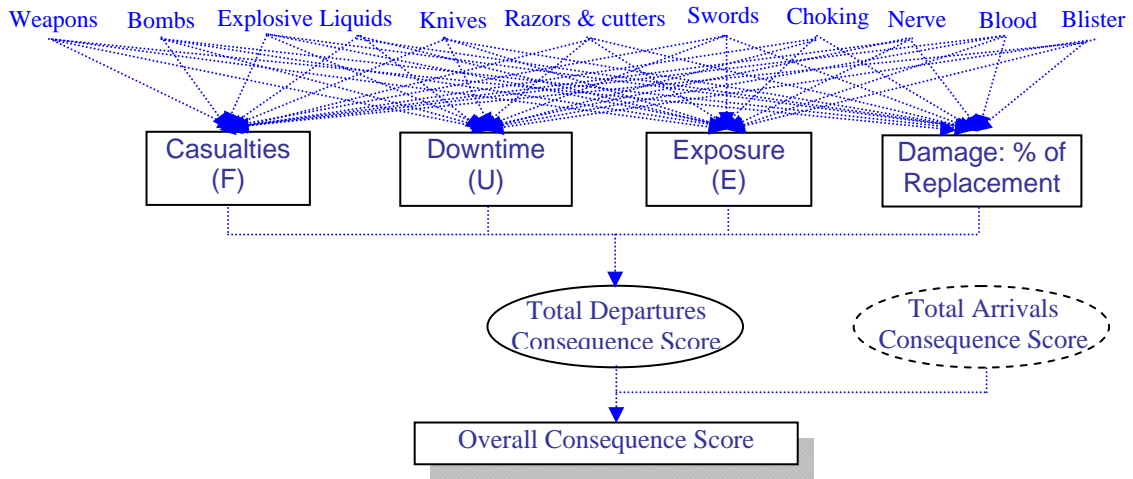 Weapons Bombs Explosive Liquids Knives Razors & cutters Swords Choking Nerve Blood Blister
Casualties
(F)
Downtime
(U)
Exposure
(E)
Damage: % of
Replacement
Total Departures
Consequence Score
Total Arrivals
Consequence Score
Overall Consequence Score